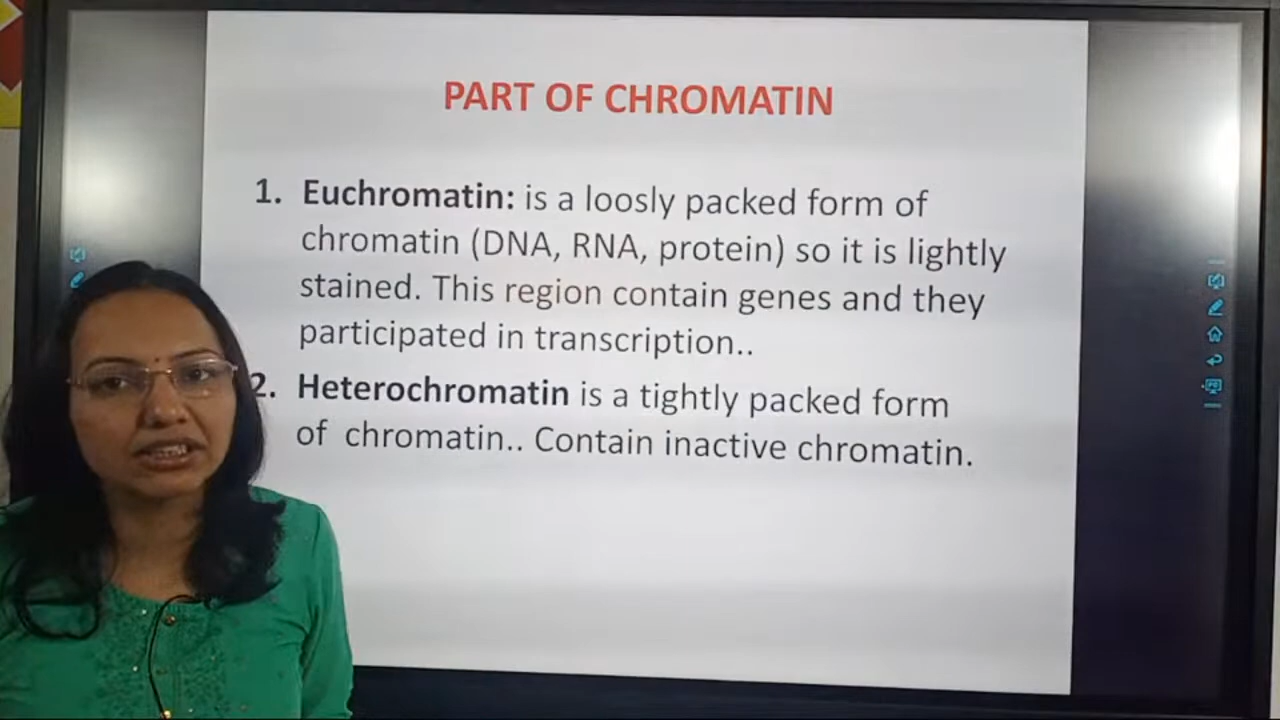 PART OF CHROMATIN
1. Euchromatin: is a loosly packed form of
chromatin (DNA, RNA, protein) so it is lightly
stained. This region contain genes and they
participated in transcription..
2. Heterochromatin is a tightly packed form
of chromatin.. Contain inactive chromatin.